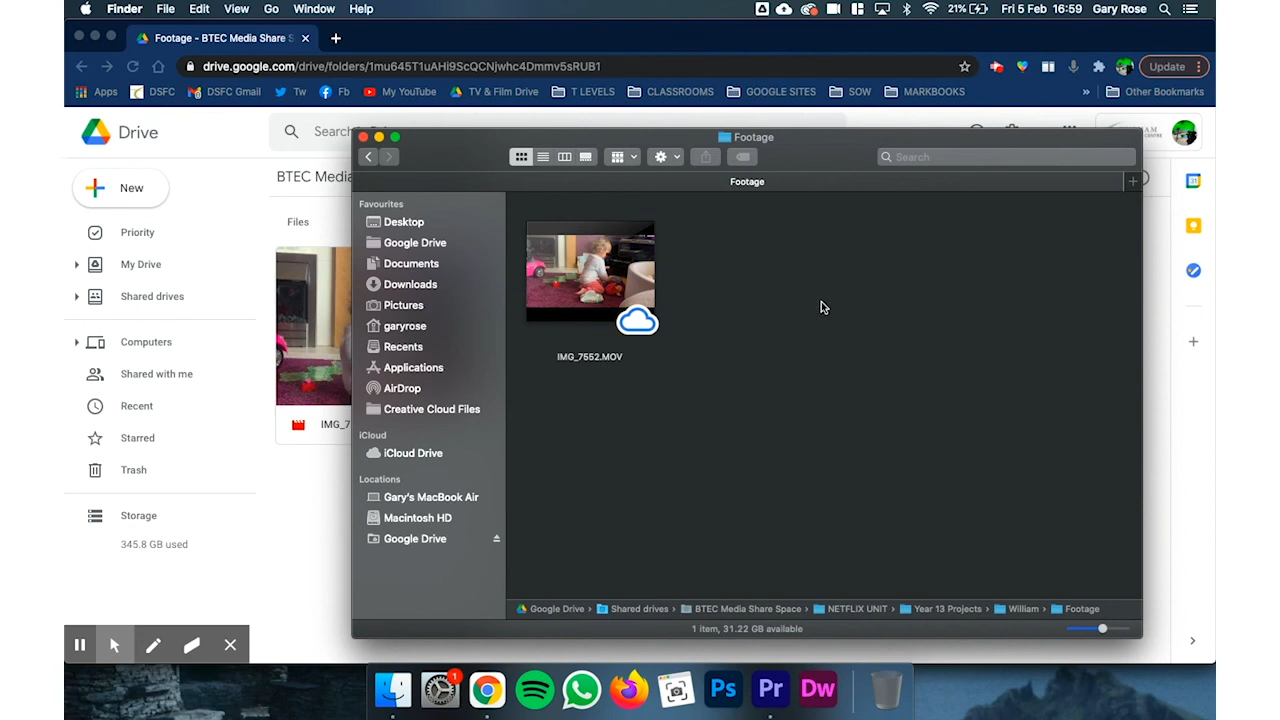 Finder File Edit View Go Window Help 21% Fri 5 Feb 16:59 Gary Rose
Footage - BTEC Media Share S
drive.google.com/drive/folders/1mu645T1uAHl9ScQCNjwhc4Dmmv5sRUB1 Update
Apps DSFC DSFC Gmail Tw Fb My YouTube TV & Film Drive T LEVELS CLASSROOMS GOOGLE SITES SOW MARKBOOKS » Other Bookmarks
Drive
Search
New
Priority
My Drive
Shared drives
Computers
Shared with me
Recent
Starred
Trash
Storage
345.8 GB used
BTEC Media
Files
IMG_7
Footage
Search
Footage
Favourites
Desktop
Google Drive
Documents
Downloads
Pictures
garyrose
Recents
Applications
AirDrop
Creative Cloud Files
iCloud
iCloud Drive
Locations
Gary's MacBook Air
Macintosh HD
Google Drive
IMG_7552.MOV
Google Drive › Shared drives › BTEC Media Share Space › NETFLIX UNIT › Year 13 Projects › William › Footage
1 item, 31.22 GB available
31
1
Ps Pr Dw